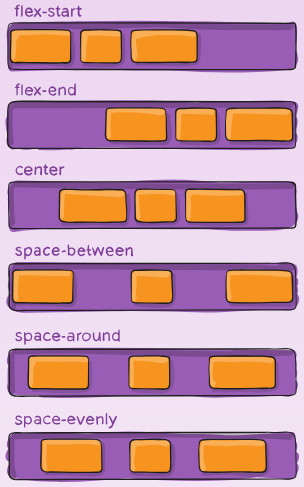 flex-start
flex-end
center
space-between
space-around
space-evenly